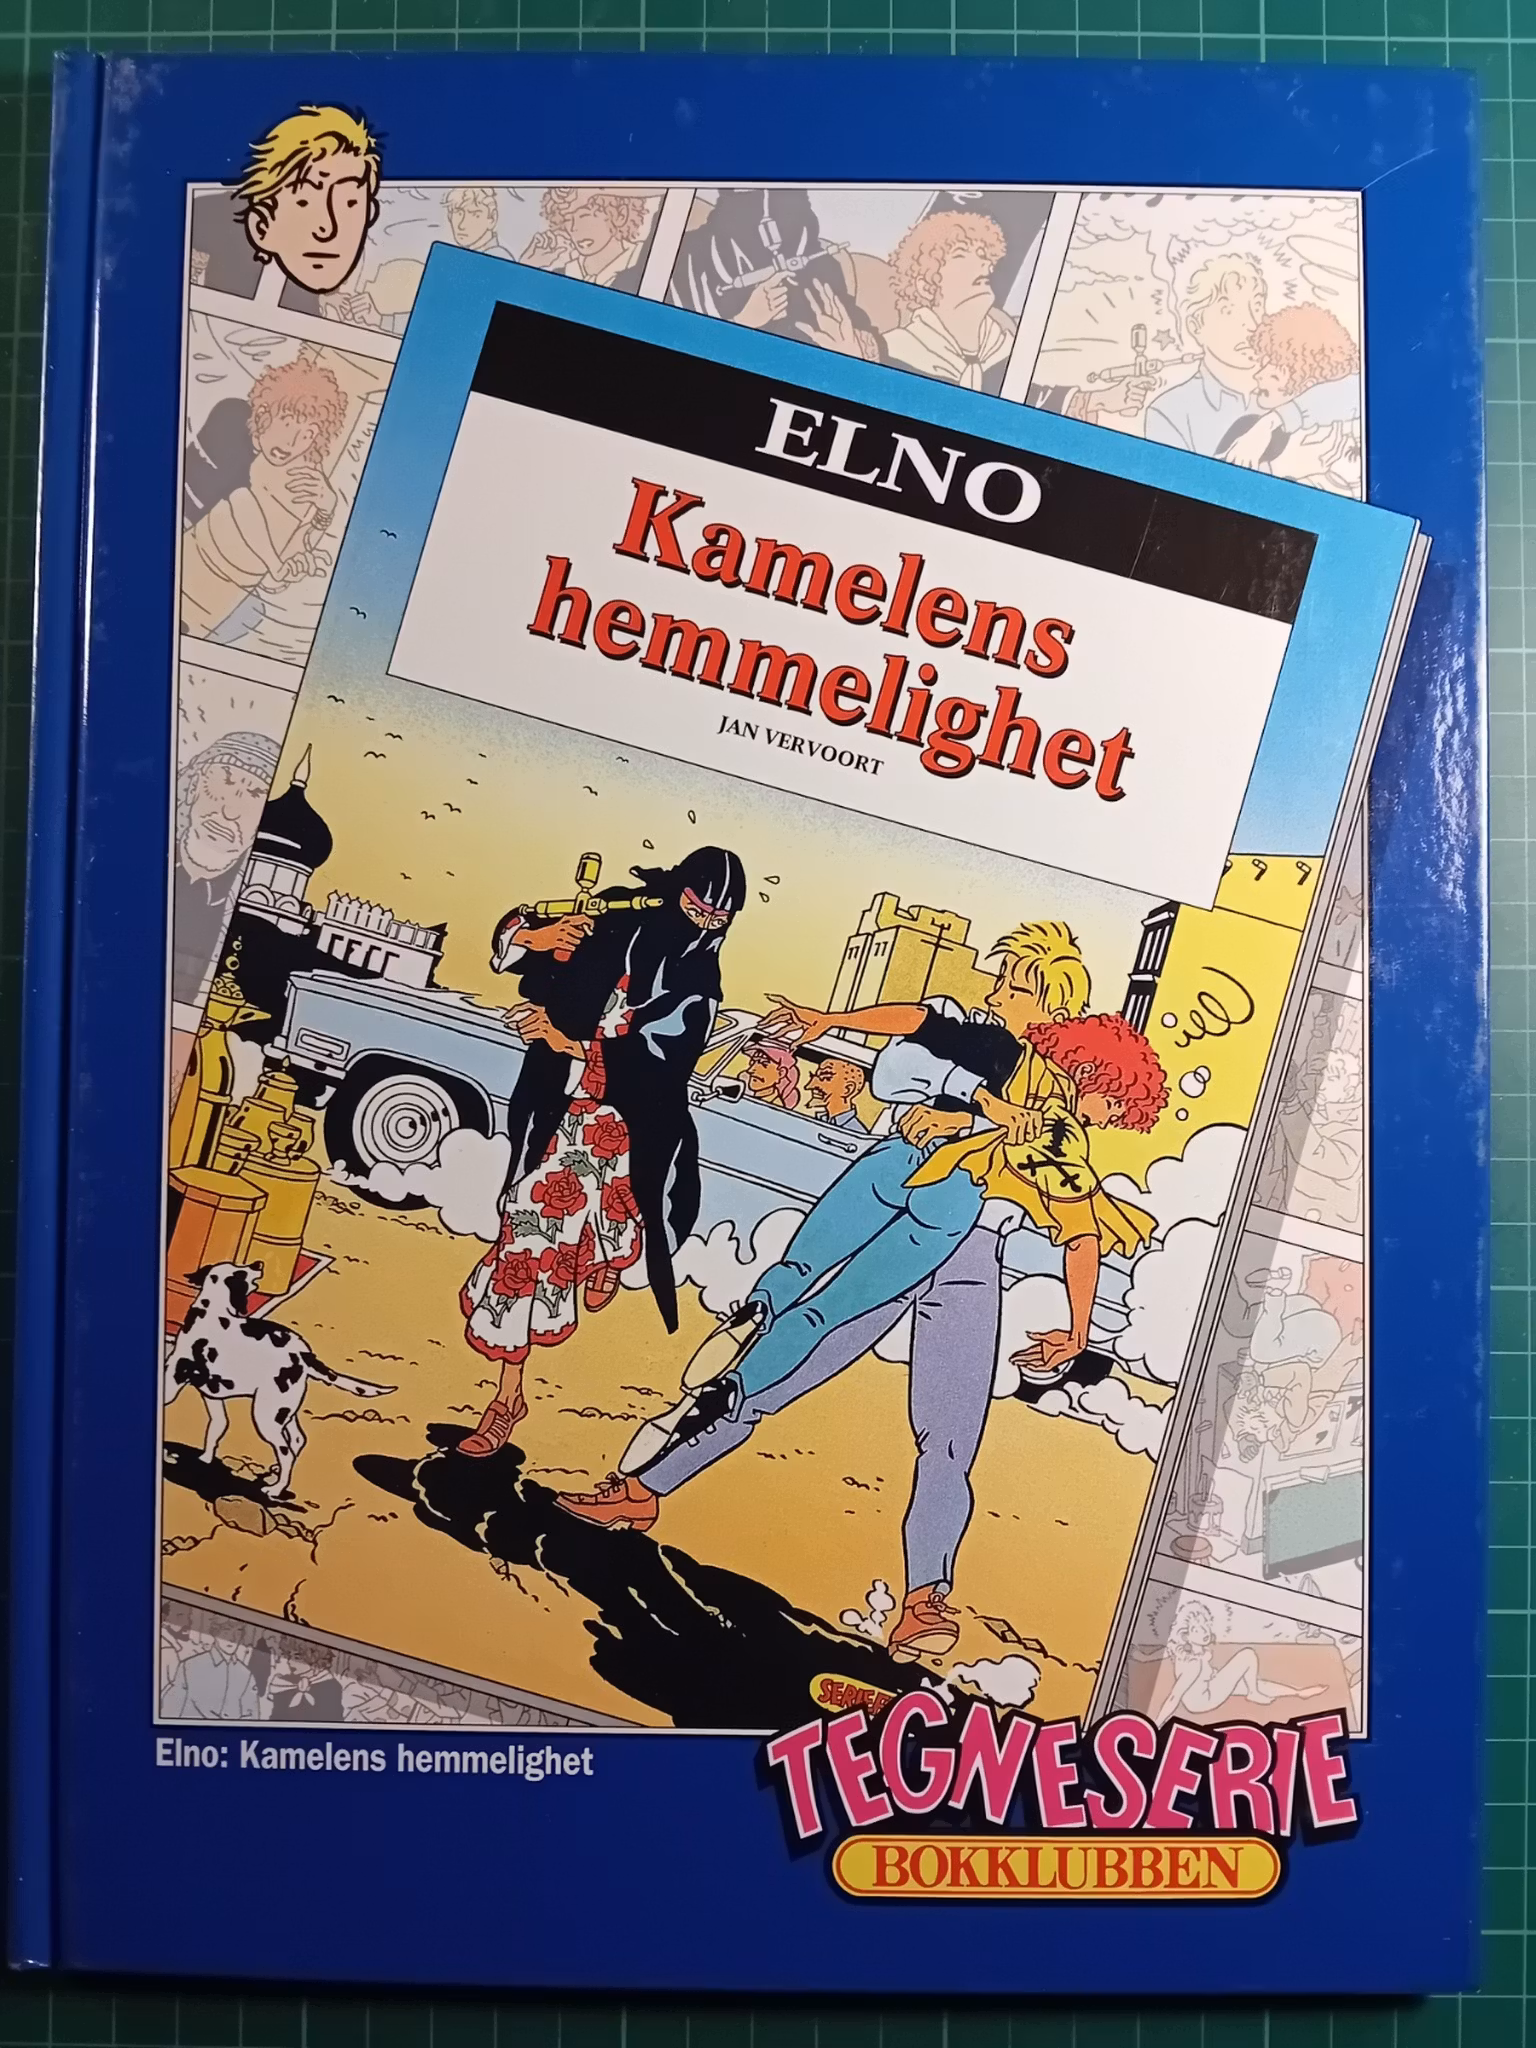 ELNO
Kamelens
hemmelighet
JAN VERVOORT
Elno: Kamelens hemmelighet
TEGNESERIE
BOKKLUBBEN